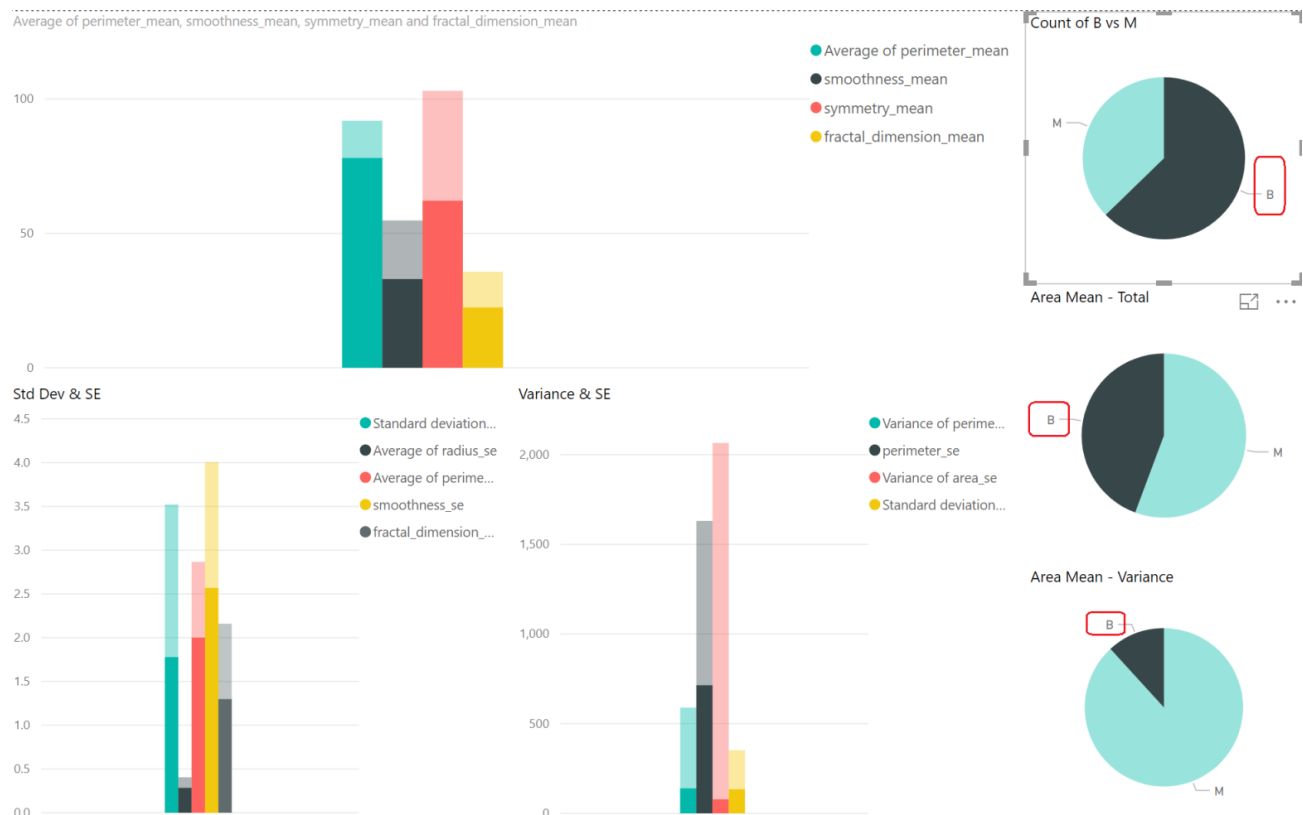 Average of perimeter_mean, smoothness_mean, symmetry_mean and fractal_dimension_mean
Average of perimeter_mean
smoothness_mean
symmetry_mean
fractal_dimension_mean
100
50
0
Count of B vs M
M
B
Area Mean - Total
B
M
Area Mean - Variance
B
M
Std Dev & SE
4.5
4.0
3.5
3.0
2.5
2.0
1.5
1.0
0.5
0.0
Standard deviation...
Average of radius_se
Average of perime...
smoothness_se
fractal_dimension_...
Variance & SE
2,000
1,500
1,000
500
0
Variance of perime...
perimeter_se
Variance of area_se
Standard deviation...